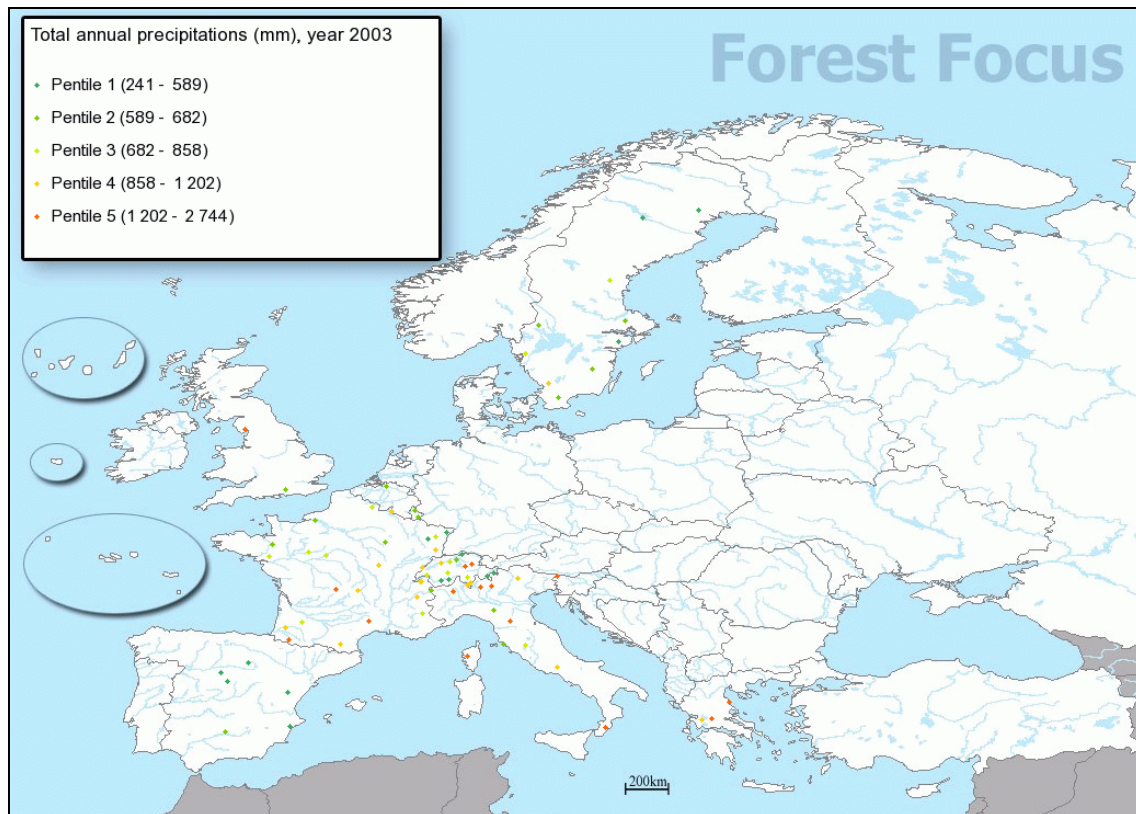 Total annual precipitations (mm), year 2003
Forest Focus
Pentile 1 (241 - 589)
Pentile 2 (589 - 682)
Pentile 3 (682 - 858)
Pentile 4 (858 - 1 202)
Pentile 5 (1 202 - 2 744)
200km